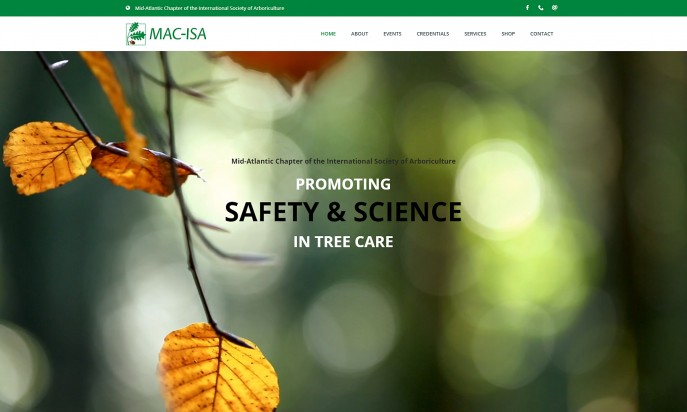 Mid-Atlantic Chapter of the International Society of Arboriculture
MAC-ISA
HOME ABOUT EVENTS CREDENTIALS SERVICES SHOP CONTACT
Mid-Atlantic Chapter of the International Society of Arboriculture
PROMOTING
SAFETY & SCIENCE
IN TREE CARE